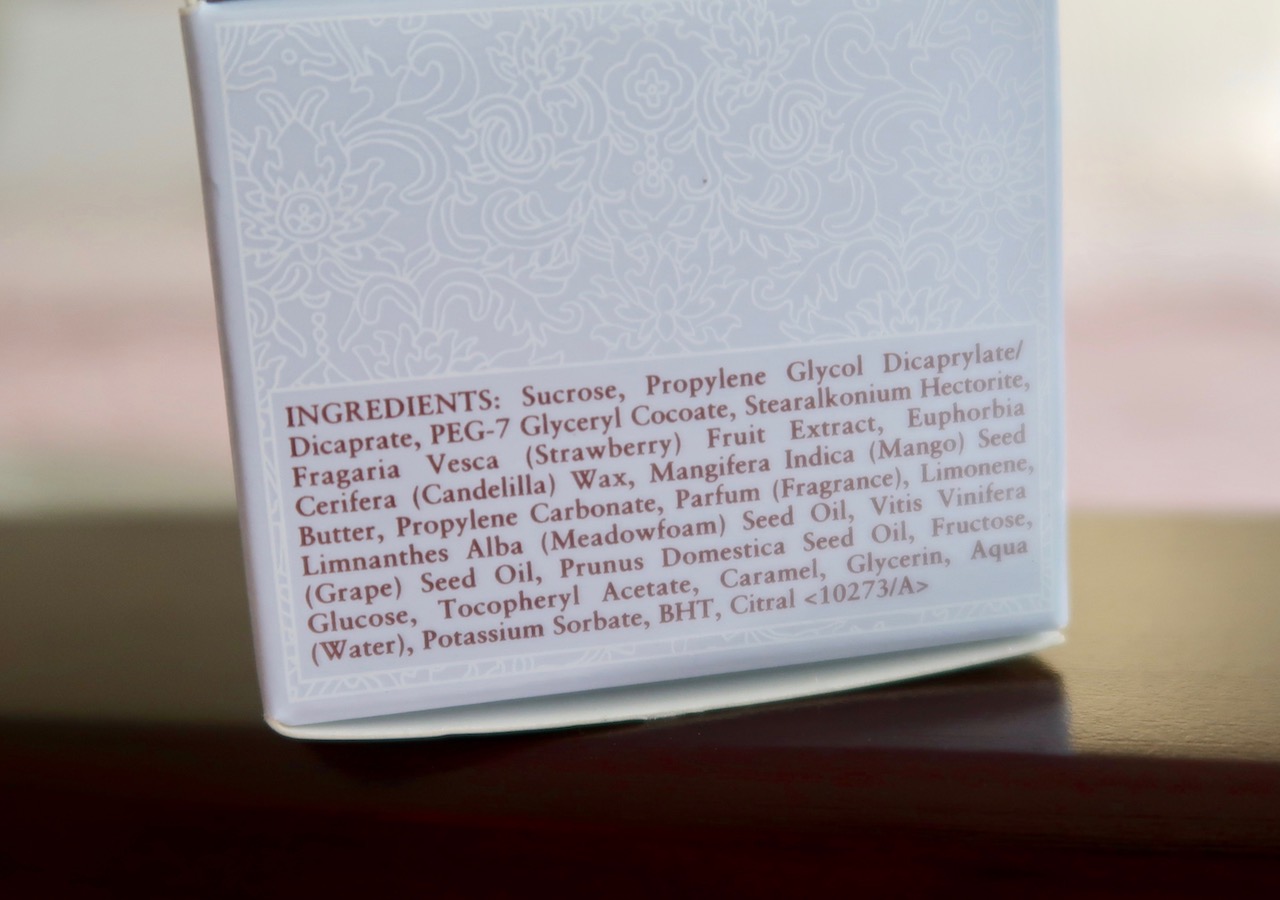 INGREDIENTS: Sucrose, Propylene Glycol Dicaprylate/
Dicaprate, PEG-7 Glyceryl Cocoate, Stearalkonium Hectorite,
Fragaria Vesca (Strawberry) Fruit Extract, Euphorbia
Cerifera (Candelilla) Wax, Mangifera Indica (Mango) Seed
Butter, Propylene Carbonate, Parfum (Fragrance), Limonene,
Limnanthes Alba (Meadowfoam) Seed Oil, Vitis Vinifera
(Grape) Seed Oil, Prunus Domestica Seed Oil, Fructose,
Glucose, Tocopheryl Acetate, Caramel, Glycerin, Aqua
(Water), Potassium Sorbate, BHT, Citral <10273/A>